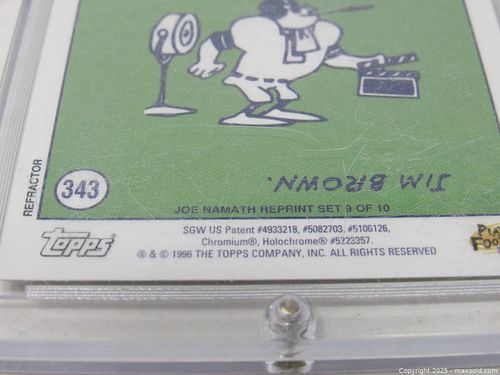 REFRACTOR
343
JIM BROWN.
JOE NAMATH REPRINT SET 9 OF 10
topps
SGW US Patent #4933218, #5082703, #5106126,
Chromium®, Holochrome® #5223357.
® & © 1996 THE TOPPS COMPANY, INC. ALL RIGHTS RESERVED
L
Copyright 2025 - maxsold.com